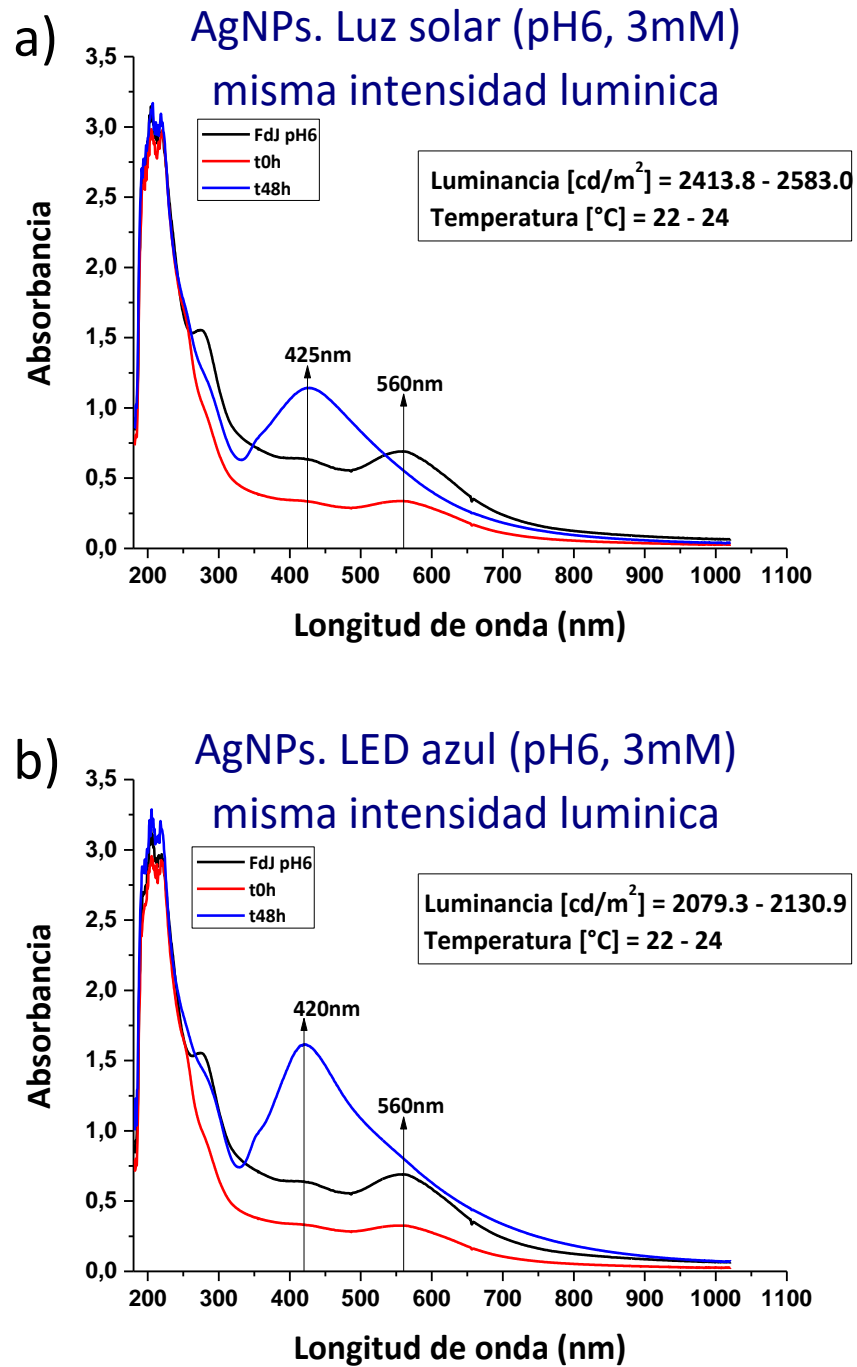 a)
AgNPs. Luz solar (pH6, 3mM)
misma intensidad luminica
FdJ pH6
t0h
t48h
Luminancia [cd/m2] = 2413.8 - 2583.0
Temperatura [°C] = 22 - 24
425nm
560nm
Absorbancia
3,5
3,0
2,5
2,0
1,5
1,0
0,5
0,0
200 300 400 500 600 700 800 900 1000 1100
Longitud de onda (nm)
b)
AgNPs. LED azul (pH6, 3mM)
misma intensidad luminica
FdJ pH6
t0h
t48h
Luminancia [cd/m2] = 2079.3 - 2130.9
Temperatura [°C] = 22 - 24
420nm
560nm
Absorbancia
3,5
3,0
2,5
2,0
1,5
1,0
0,5
0,0
200 300 400 500 600 700 800 900 1000 1100
Longitud de onda (nm)